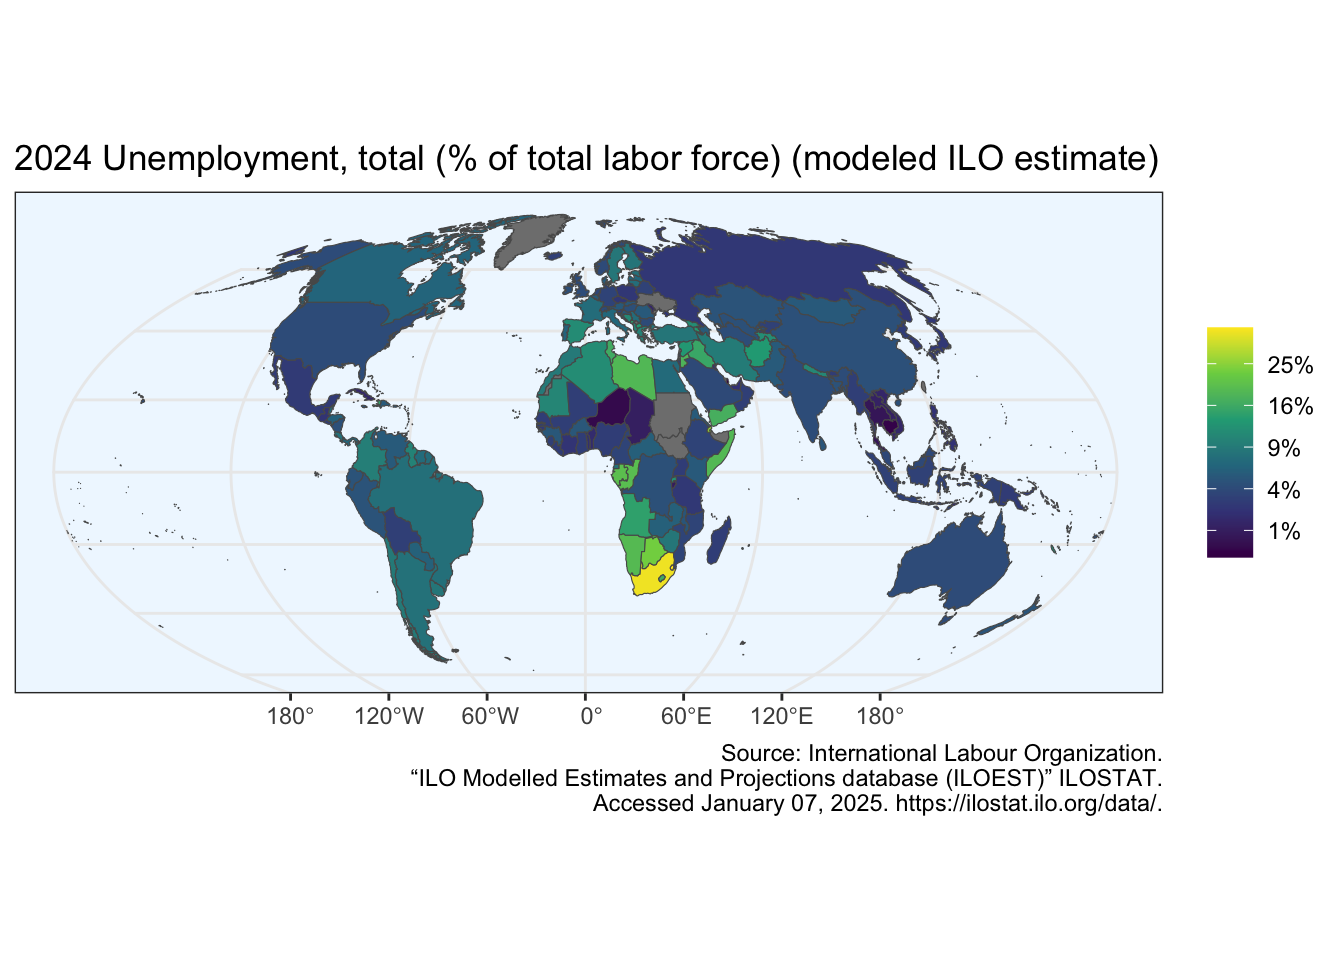 2024 Unemployment, total (% of total labor force) (modeled ILO estimate)
25%
16%
9%
4%
1%
180° 120°W 60°W 0° 60°E 120°E 180°
Source: International Labour Organization.
“ILO Modelled Estimates and Projections database (ILOEST)” ILOSTAT.
Accessed January 07, 2025. https://ilostat.ilo.org/data/.